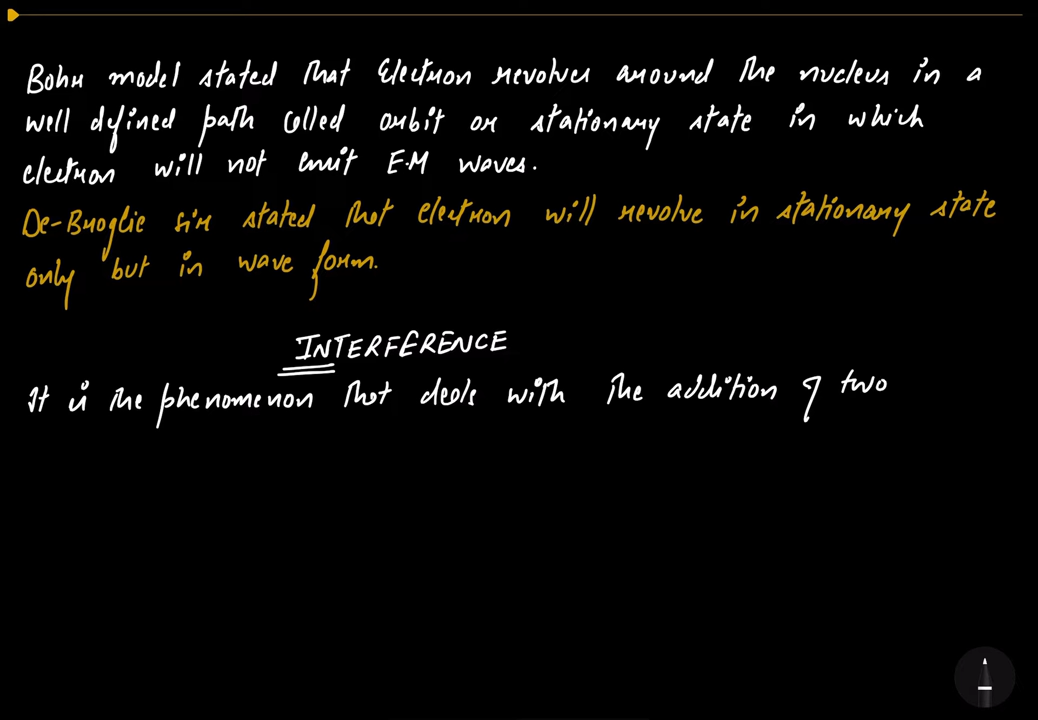 Bohr model stated that Electron revolves around the nucleus in a
well defined path called orbit or stationary state in which
electron will not emit E.M waves.
De-Broglie sir stated that electron will revolve in stationary state
only but in wave form.
INTERFERENCE
It is the phenomenon that deals with the addition of two